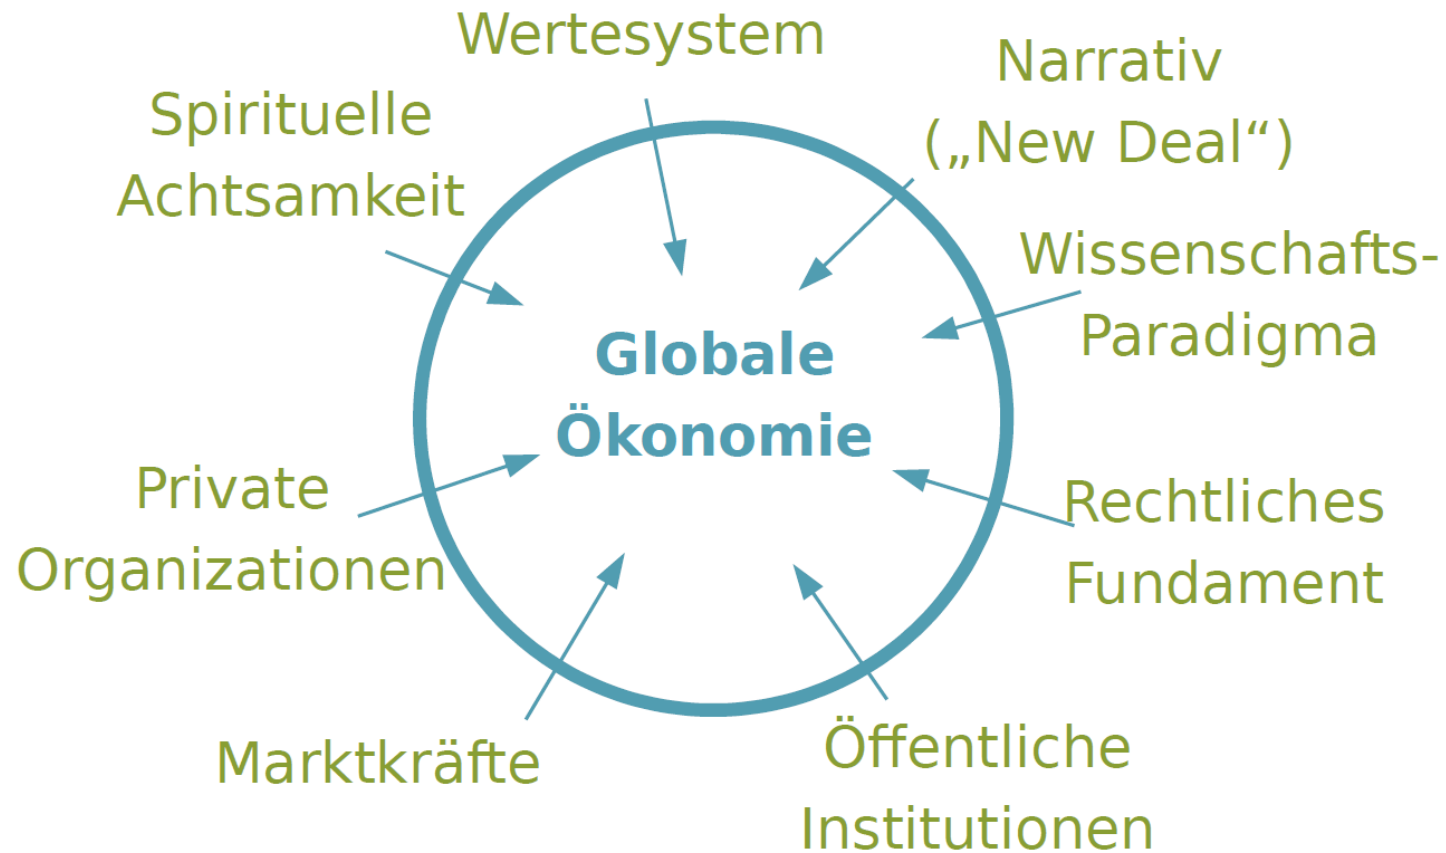 Wertesystem
Narrativ
(„New Deal“)
Spirituelle
Achtsamkeit
Wissenschafts-
Paradigma
Globale
Ökonomie
Private
Organizationen
Rechtliches
Fundament
Marktkräfte
Öffentliche
Institutionen